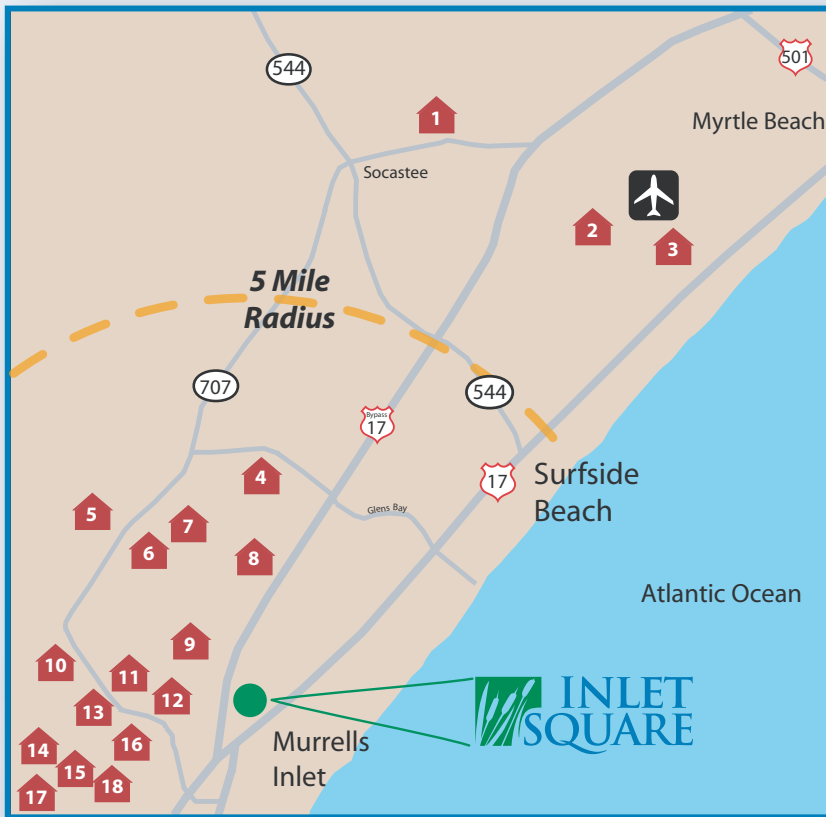 501
544
Myrtle Beach
1
Socastee
2
3
5 Mile
Radius
707
544
Bypass
17
4
17
Surfside
Beach
5
7
Glens Bay
6
8
Atlantic Ocean
9
10
11
12
13
INLET
SQUARE
14
16
Murrells
Inlet
15
18
17